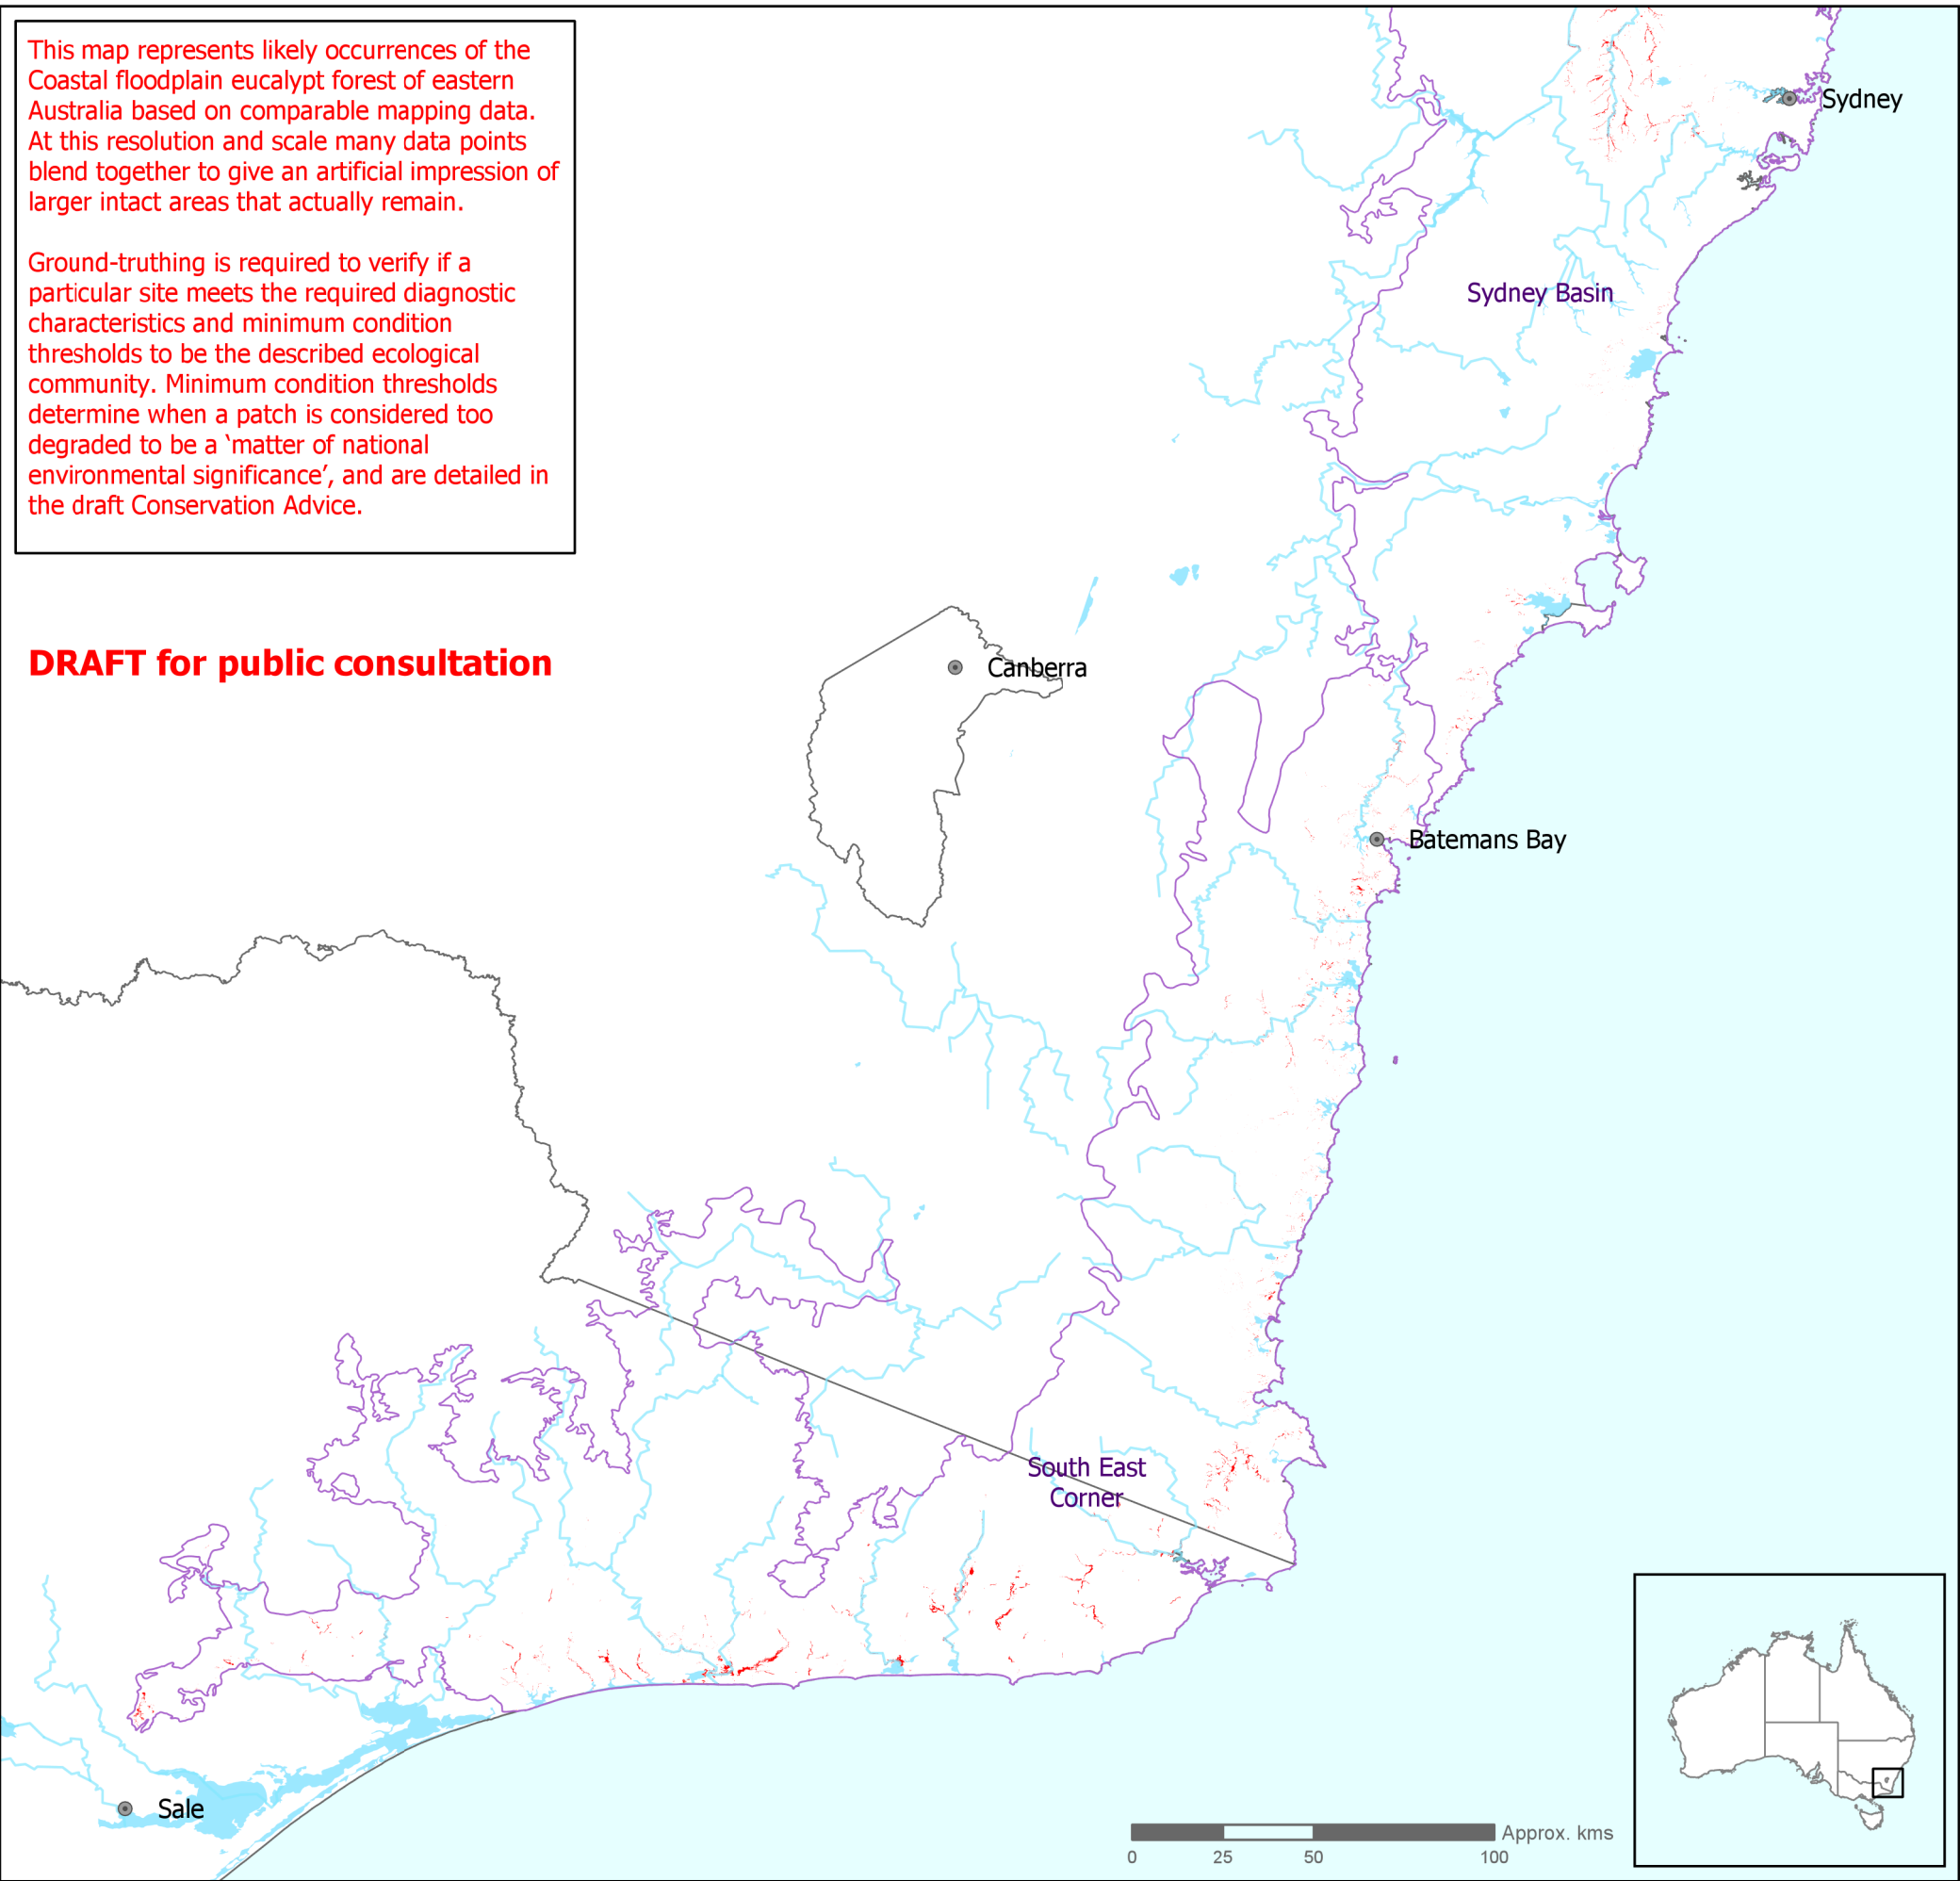 This map represents likely occurrences of the
Coastal floodplain eucalypt forest of eastern
Australia based on comparable mapping data.
At this resolution and scale many data points
blend together to give an artificial impression of
larger intact areas that actually remain.
Ground-truthing is required to verify if a
particular site meets the required diagnostic
characteristics and minimum condition
thresholds to be the described ecological
community. Minimum condition thresholds
determine when a patch is considered too
degraded to be a ‘matter of national
environmental significance’, and are detailed in
the draft Conservation Advice.
DRAFT for public consultation
Sydney
Sydney Basin
Canberra
Batemans Bay
South East
Corner
Sale
Approx. kms
0 25 50 100